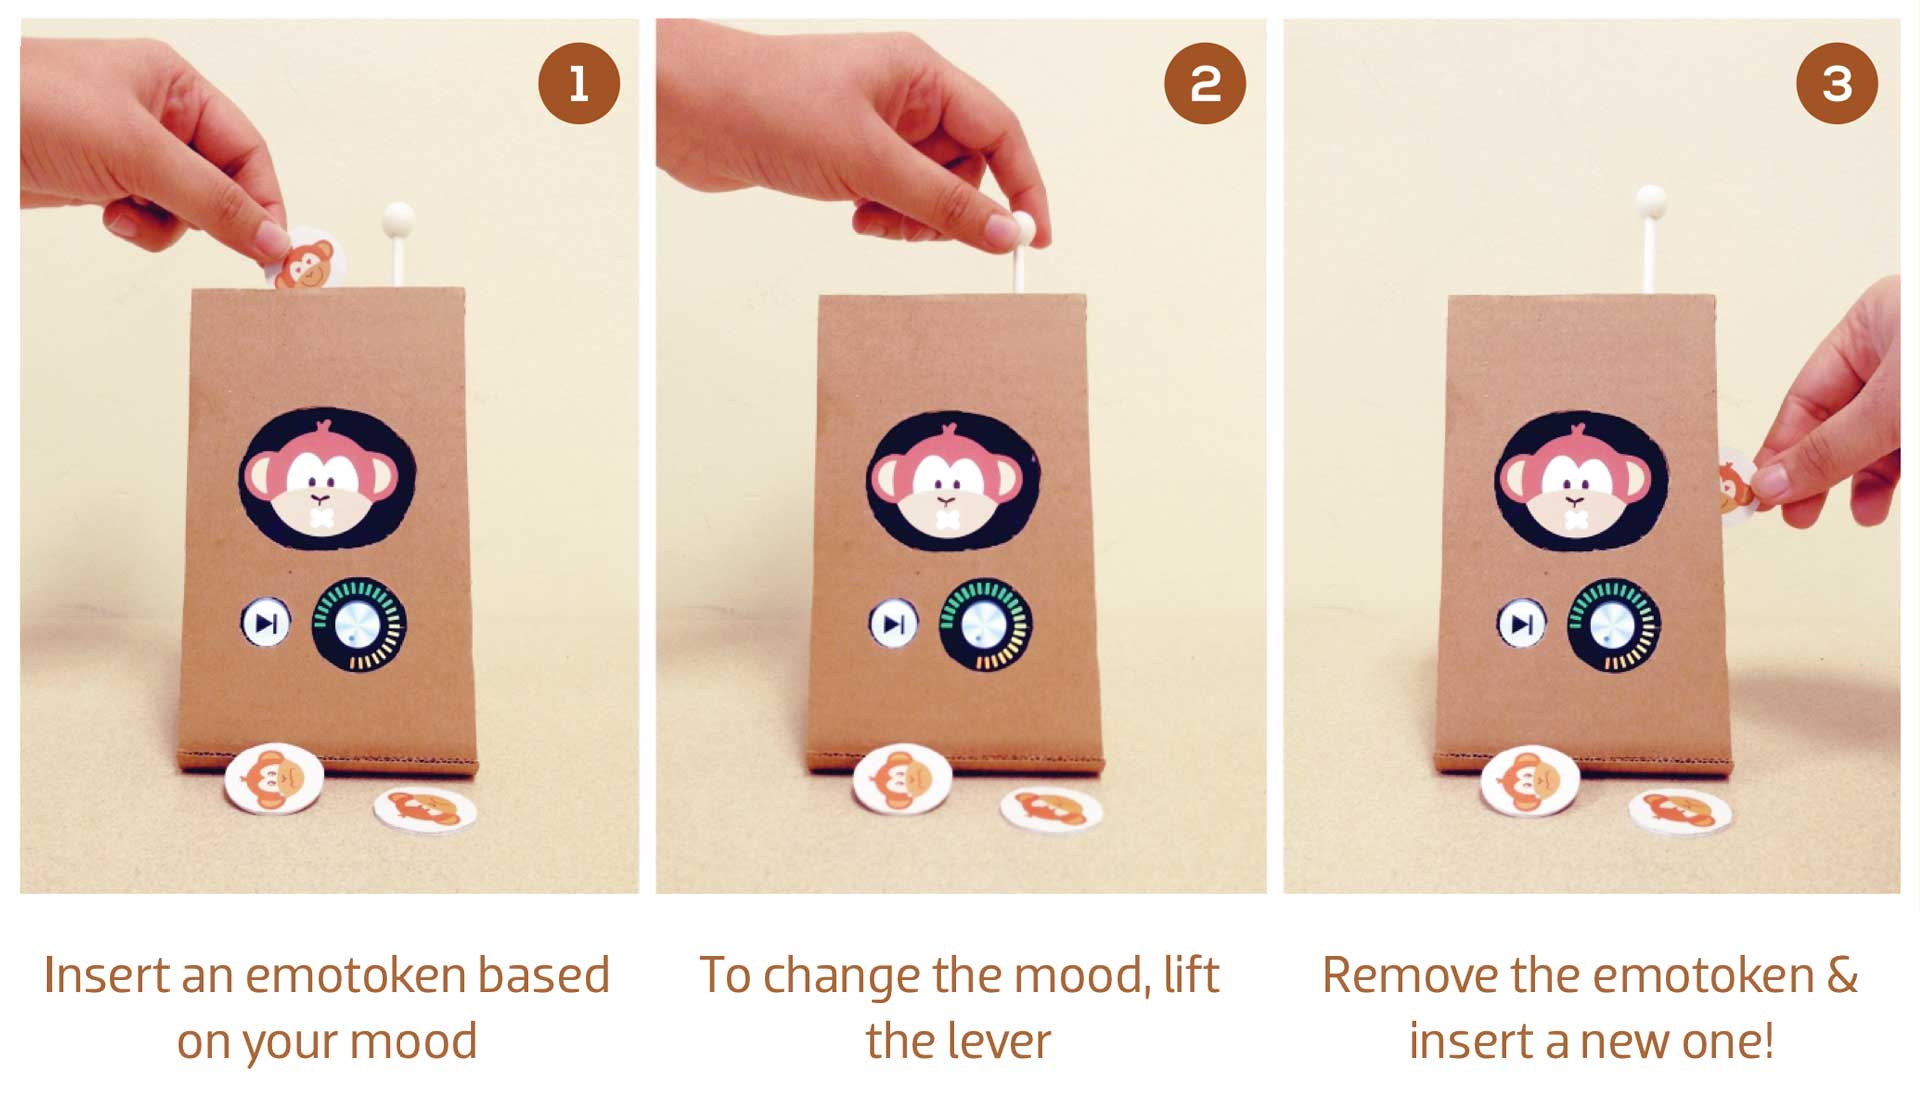 1
2
3
Insert an emotoken based
on your mood
To change the mood, lift
the lever
Remove the emotoken &
insert a new one!